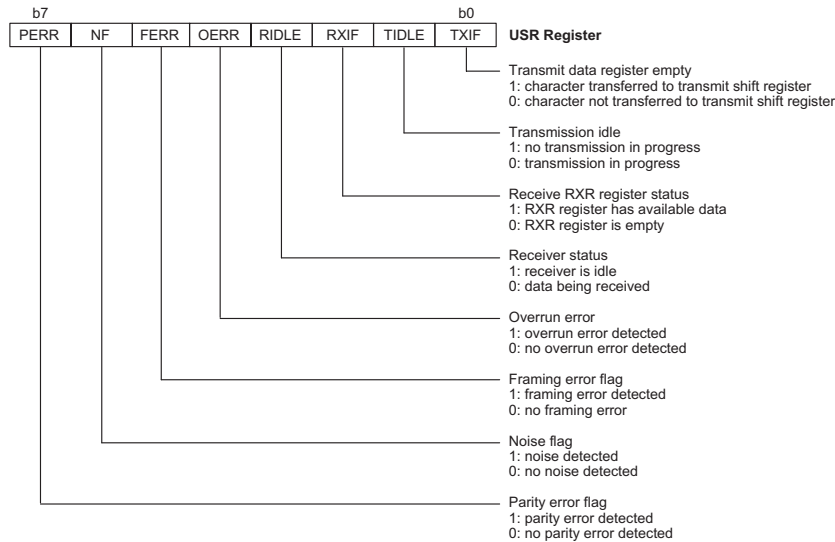 b7 b0
PERR NF FERR OERR RIDLE RXIF TIDLE TXIF USR Register
Transmit data register empty
1: character transferred to transmit shift register
0: character not transferred to transmit shift register
Transmission idle
1: no transmission in progress
0: transmission in progress
Receive RXR register status
1: RXR register has available data
0: RXR register is empty
Receiver status
1: receiver is idle
0: data being received
Overrun error
1: overrun error detected
0: no overrun error detected
Framing error flag
1: framing error detected
0: no framing error
Noise flag
1: noise detected
0: no noise detected
Parity error flag
1: parity error detected
0: no parity error detected